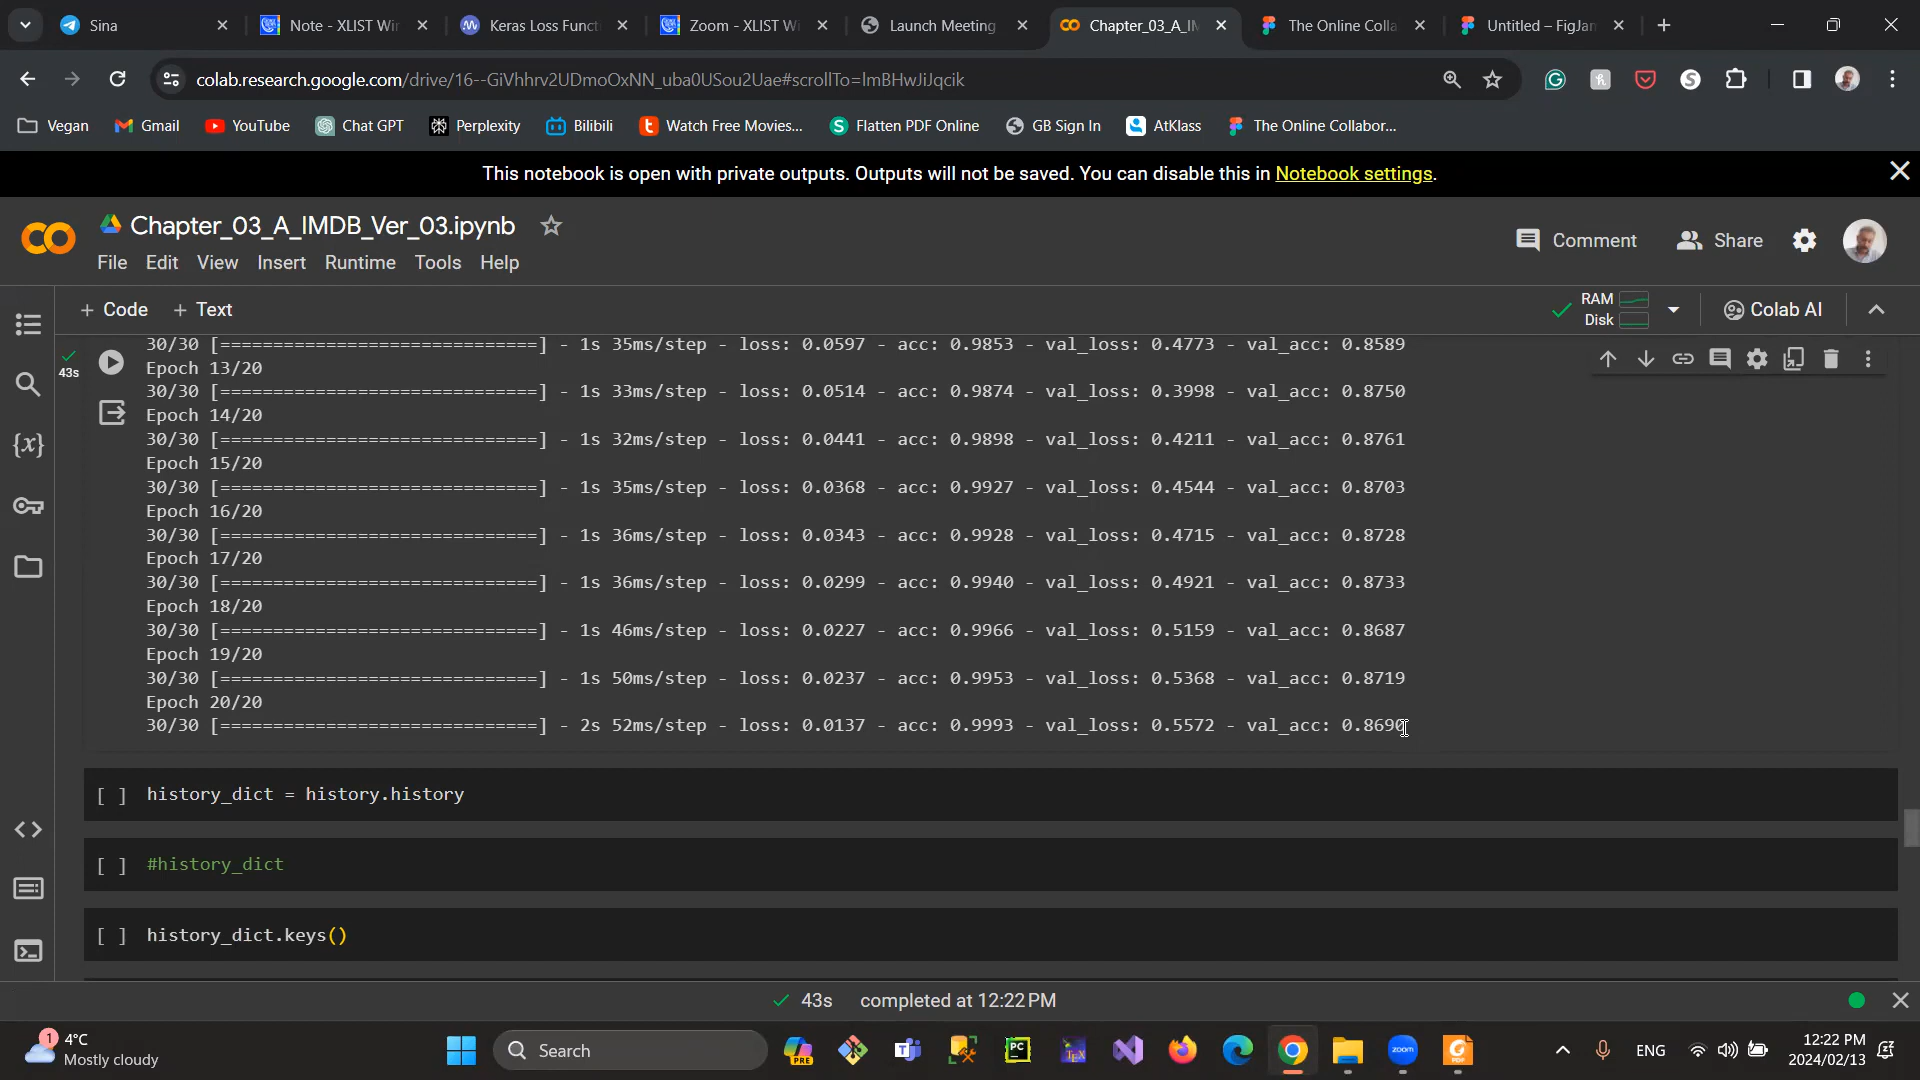 Sina
Note - XLIST Wi
Keras Loss Functi
Zoom - XLIST W
Launch Meeting
Chapter_03_A_IM
The Online Colla
Untitled – FigJam
colab.research.google.com/drive/16--GiVhhrv2UDmoOxNN_uba0USou2Uae#scrollTo=lmBHwJiJqcik
Vegan
Gmail
YouTube
Chat GPT
Perplexity
Bilibili
Watch Free Movies...
Flatten PDF Online
GB Sign In
AtKlass
The Online Collabor...
This notebook is open with private outputs. Outputs will not be saved. You can disable this in Notebook settings.
Chapter_03_A_IMDB_Ver_03.ipynb
Comment
Share
File Edit View Insert Runtime Tools Help
+ Code + Text
RAM
Disk
Colab AI
43s
30/30 [==============================] - 1s 35ms/step - loss: 0.0597 - acc: 0.9853 - val_loss: 0.4773 - val_acc: 0.8589
Epoch 13/20
30/30 [==============================] - 1s 33ms/step - loss: 0.0514 - acc: 0.9874 - val_loss: 0.3998 - val_acc: 0.8750
Epoch 14/20
30/30 [==============================] - 1s 32ms/step - loss: 0.0441 - acc: 0.9898 - val_loss: 0.4211 - val_acc: 0.8761
Epoch 15/20
30/30 [==============================] - 1s 35ms/step - loss: 0.0368 - acc: 0.9927 - val_loss: 0.4544 - val_acc: 0.8703
Epoch 16/20
30/30 [==============================] - 1s 36ms/step - loss: 0.0343 - acc: 0.9928 - val_loss: 0.4715 - val_acc: 0.8728
Epoch 17/20
30/30 [==============================] - 1s 36ms/step - loss: 0.0299 - acc: 0.9940 - val_loss: 0.4921 - val_acc: 0.8733
Epoch 18/20
30/30 [==============================] - 1s 46ms/step - loss: 0.0227 - acc: 0.9966 - val_loss: 0.5159 - val_acc: 0.8687
Epoch 19/20
30/30 [==============================] - 1s 50ms/step - loss: 0.0237 - acc: 0.9953 - val_loss: 0.5368 - val_acc: 0.8719
Epoch 20/20
30/30 [==============================] - 2s 52ms/step - loss: 0.0137 - acc: 0.9993 - val_loss: 0.5572 - val_acc: 0.8690
[ ] history_dict = history.history
[ ] #history_dict
[ ] history_dict.keys()
43s completed at 12:22 PM
1
4°C
Mostly cloudy
Search
PRE
PC
TEX
zoom
PDF
ENG
12:22 PM
2024/02/13